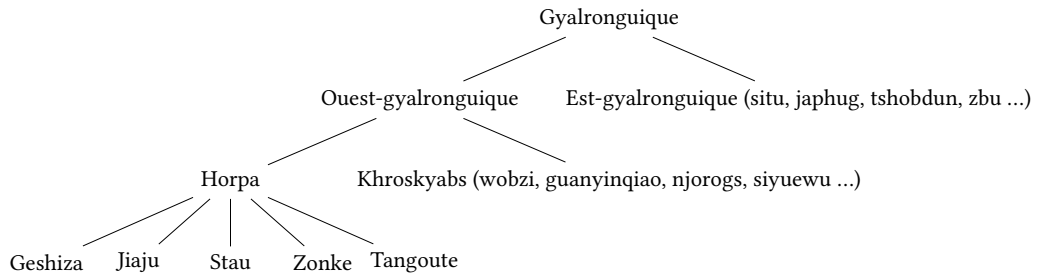 Gyalronguique
Ouest-gyalronguique Est-gyalronguique (situ, japhug, tshobdun, zbu ...)
Horpa Khroskyabs (wobzi, guanyinqiao, njorogs, siyuewu ...)
Geshiza Jiaju Stau Zonke Tangoute